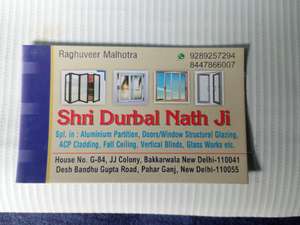 Raghuveer Malhotra
9289257294
8447866007
Shri Durbal Nath Ji
Spl. in : Aluminium Partition, Doors/Window Structural Glazing,
ACP Cladding, Fall Ceiling, Vertical Blinds, Glass Works etc.
House No. G-84, JJ Colony, Bakkarwala New Delhi-110041
Desh Bandhu Gupta Road, Pahar Ganj, New Delhi-110055